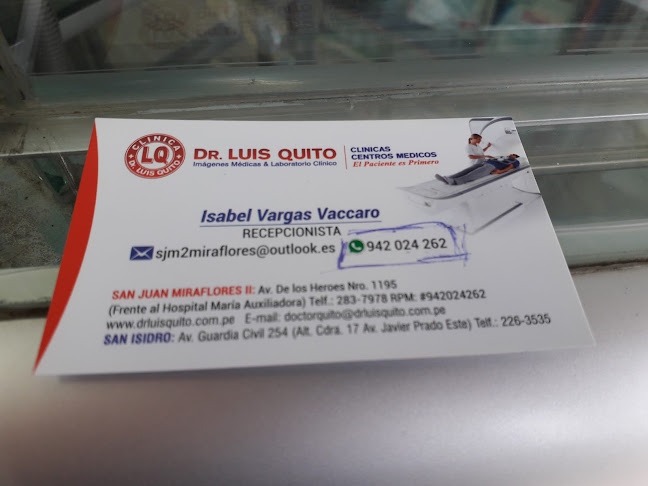 CLINICA
LQ
DR. LUIS QUITO
DR. LUIS QUITO
Imágenes Médicas & Laboratorio Clínico
CLINICAS
CENTROS MEDICOS
El Paciente es Primero
Isabel Vargas Vaccaro
RECEPCIONISTA
sjm2miraflores@outlook.es 942 024 262
SAN JUAN MIRAFLORES II: Av. De los Heroes Nro. 1195
(Frente al Hospital María Auxiliadora) Telf.: 283-7978 RPM: #942024262
www.drluisquito.com.pe E-mail: doctorquito@drluisquito.com.pe
SAN ISIDRO: Av. Guardia Civil 254 (Alt. Cdra. 17 Av. Javier Prado Este) Telf.: 226-3535